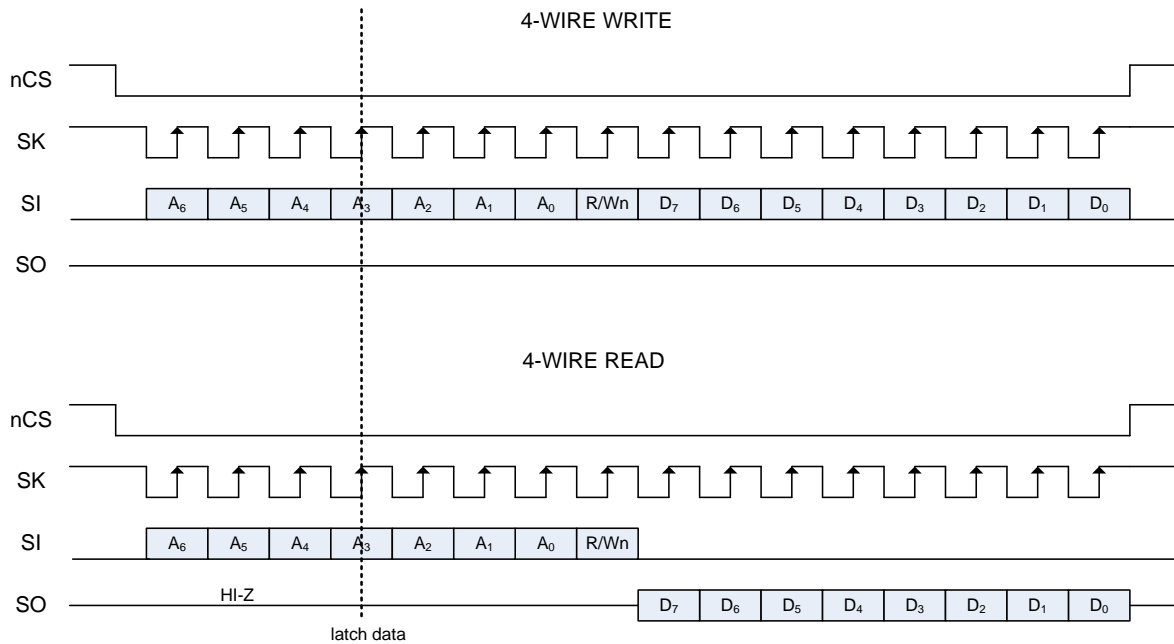 4-WIRE WRITE
nCS
SK
SI A₆ A₅ A₄ A₃ A₂ A₁ A₀ R/Wn D₇ D₆ D₅ D₄ D₃ D₂ D₁ D₀
SO
4-WIRE READ
nCS
SK
SI A₆ A₅ A₄ A₃ A₂ A₁ A₀ R/Wn
SO HI-Z D₇ D₆ D₅ D₄ D₃ D₂ D₁ D₀
latch data